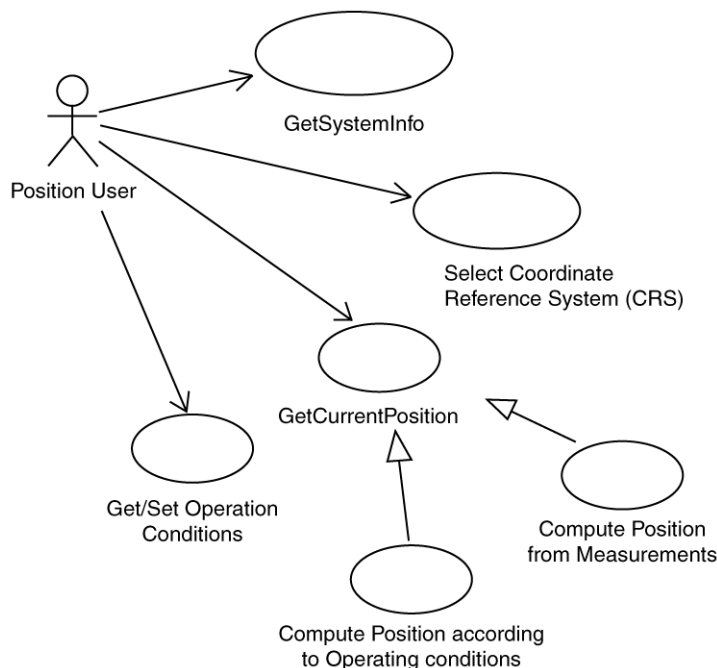 GetSystemInfo
Position User
Select Coordinate
Reference System (CRS)
GetCurrentPosition
Get/Set Operation
Conditions
Compute Position
from Measurements
Compute Position according
to Operating conditions